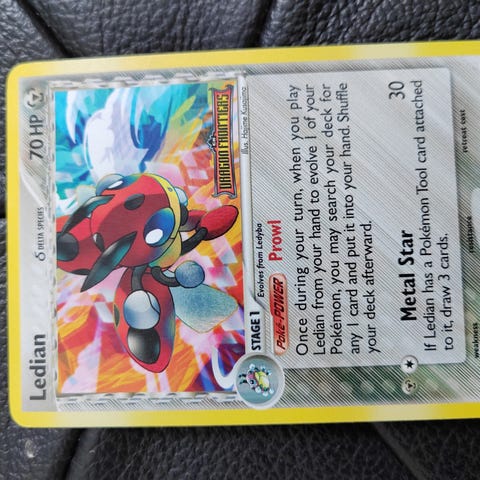 Ledian
70 HP
δ DELTA SPECIES
DRAGON FRONTIERS
Illus. Hajime Kusajima
STAGE 1
Evolves from Ledyba
Poké-POWER Prowl
Once during your turn, when you play
Ledian from your hand to evolve 1 of your
Pokémon, you may search your deck for
any 1 card and put it into your hand. Shuffle
your deck afterward.
Metal Star 30
If Ledian has a Pokémon Tool card attached
to it, draw 3 cards.
weakness
resistance
retreat cost